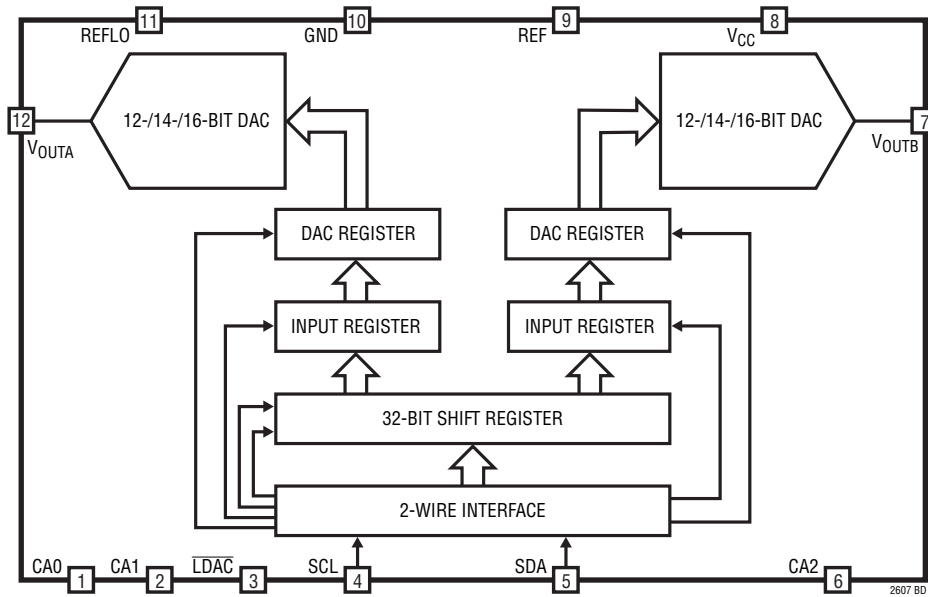 11
10
9
8
REFLO
GND
REF
VCC
12
12-/14-/16-BIT DAC
12-/14-/16-BIT DAC
7
VOUTA
VOUTB
DAC REGISTER
DAC REGISTER
INPUT REGISTER
INPUT REGISTER
32-BIT SHIFT REGISTER
2-WIRE INTERFACE
CA0
CA1
LDAC
SCL
SDA
CA2
1
2
3
4
5
6
2607 BD